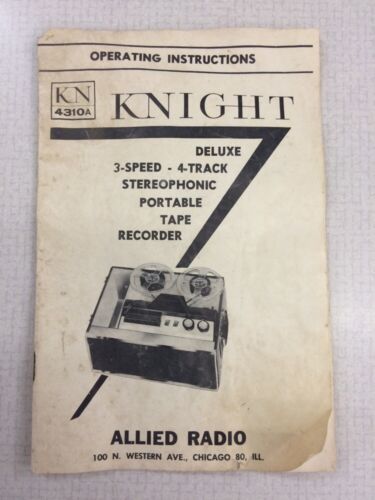 OPERATING INSTRUCTIONS
KN
4310A
KNIGHT
DELUXE
3-SPEED - 4-TRACK
STEREOPHONIC
PORTABLE
TAPE
RECORDER
ALLIED RADIO
100 N. WESTERN AVE., CHICAGO 80, ILL.